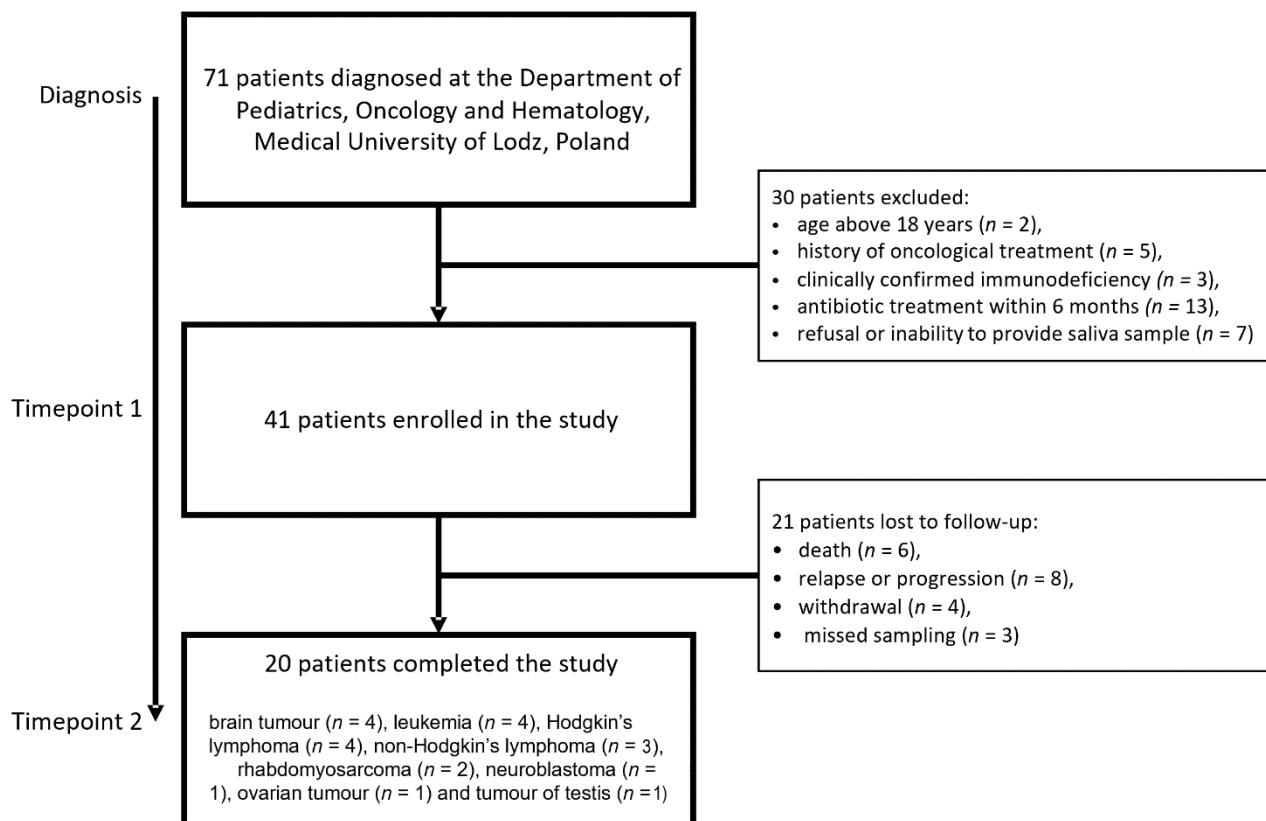 Diagnosis
71 patients diagnosed at the Department of
Pediatrics, Oncology and Hematology,
Medical University of Lodz, Poland
30 patients excluded:
• age above 18 years (n = 2),
• history of oncological treatment (n = 5),
• clinically confirmed immunodeficiency (n = 3),
• antibiotic treatment within 6 months (n = 13),
• refusal or inability to provide saliva sample (n = 7)
Timepoint 1
41 patients enrolled in the study
21 patients lost to follow-up:
• death (n = 6),
• relapse or progression (n = 8),
• withdrawal (n = 4),
• missed sampling (n = 3)
Timepoint 2
20 patients completed the study
brain tumour (n = 4), leukemia (n = 4), Hodgkin’s
lymphoma (n = 4), non-Hodgkin’s lymphoma (n = 3),
rhabdomyosarcoma (n = 2), neuroblastoma (n =
1), ovarian tumour (n = 1) and tumour of testis (n =1)